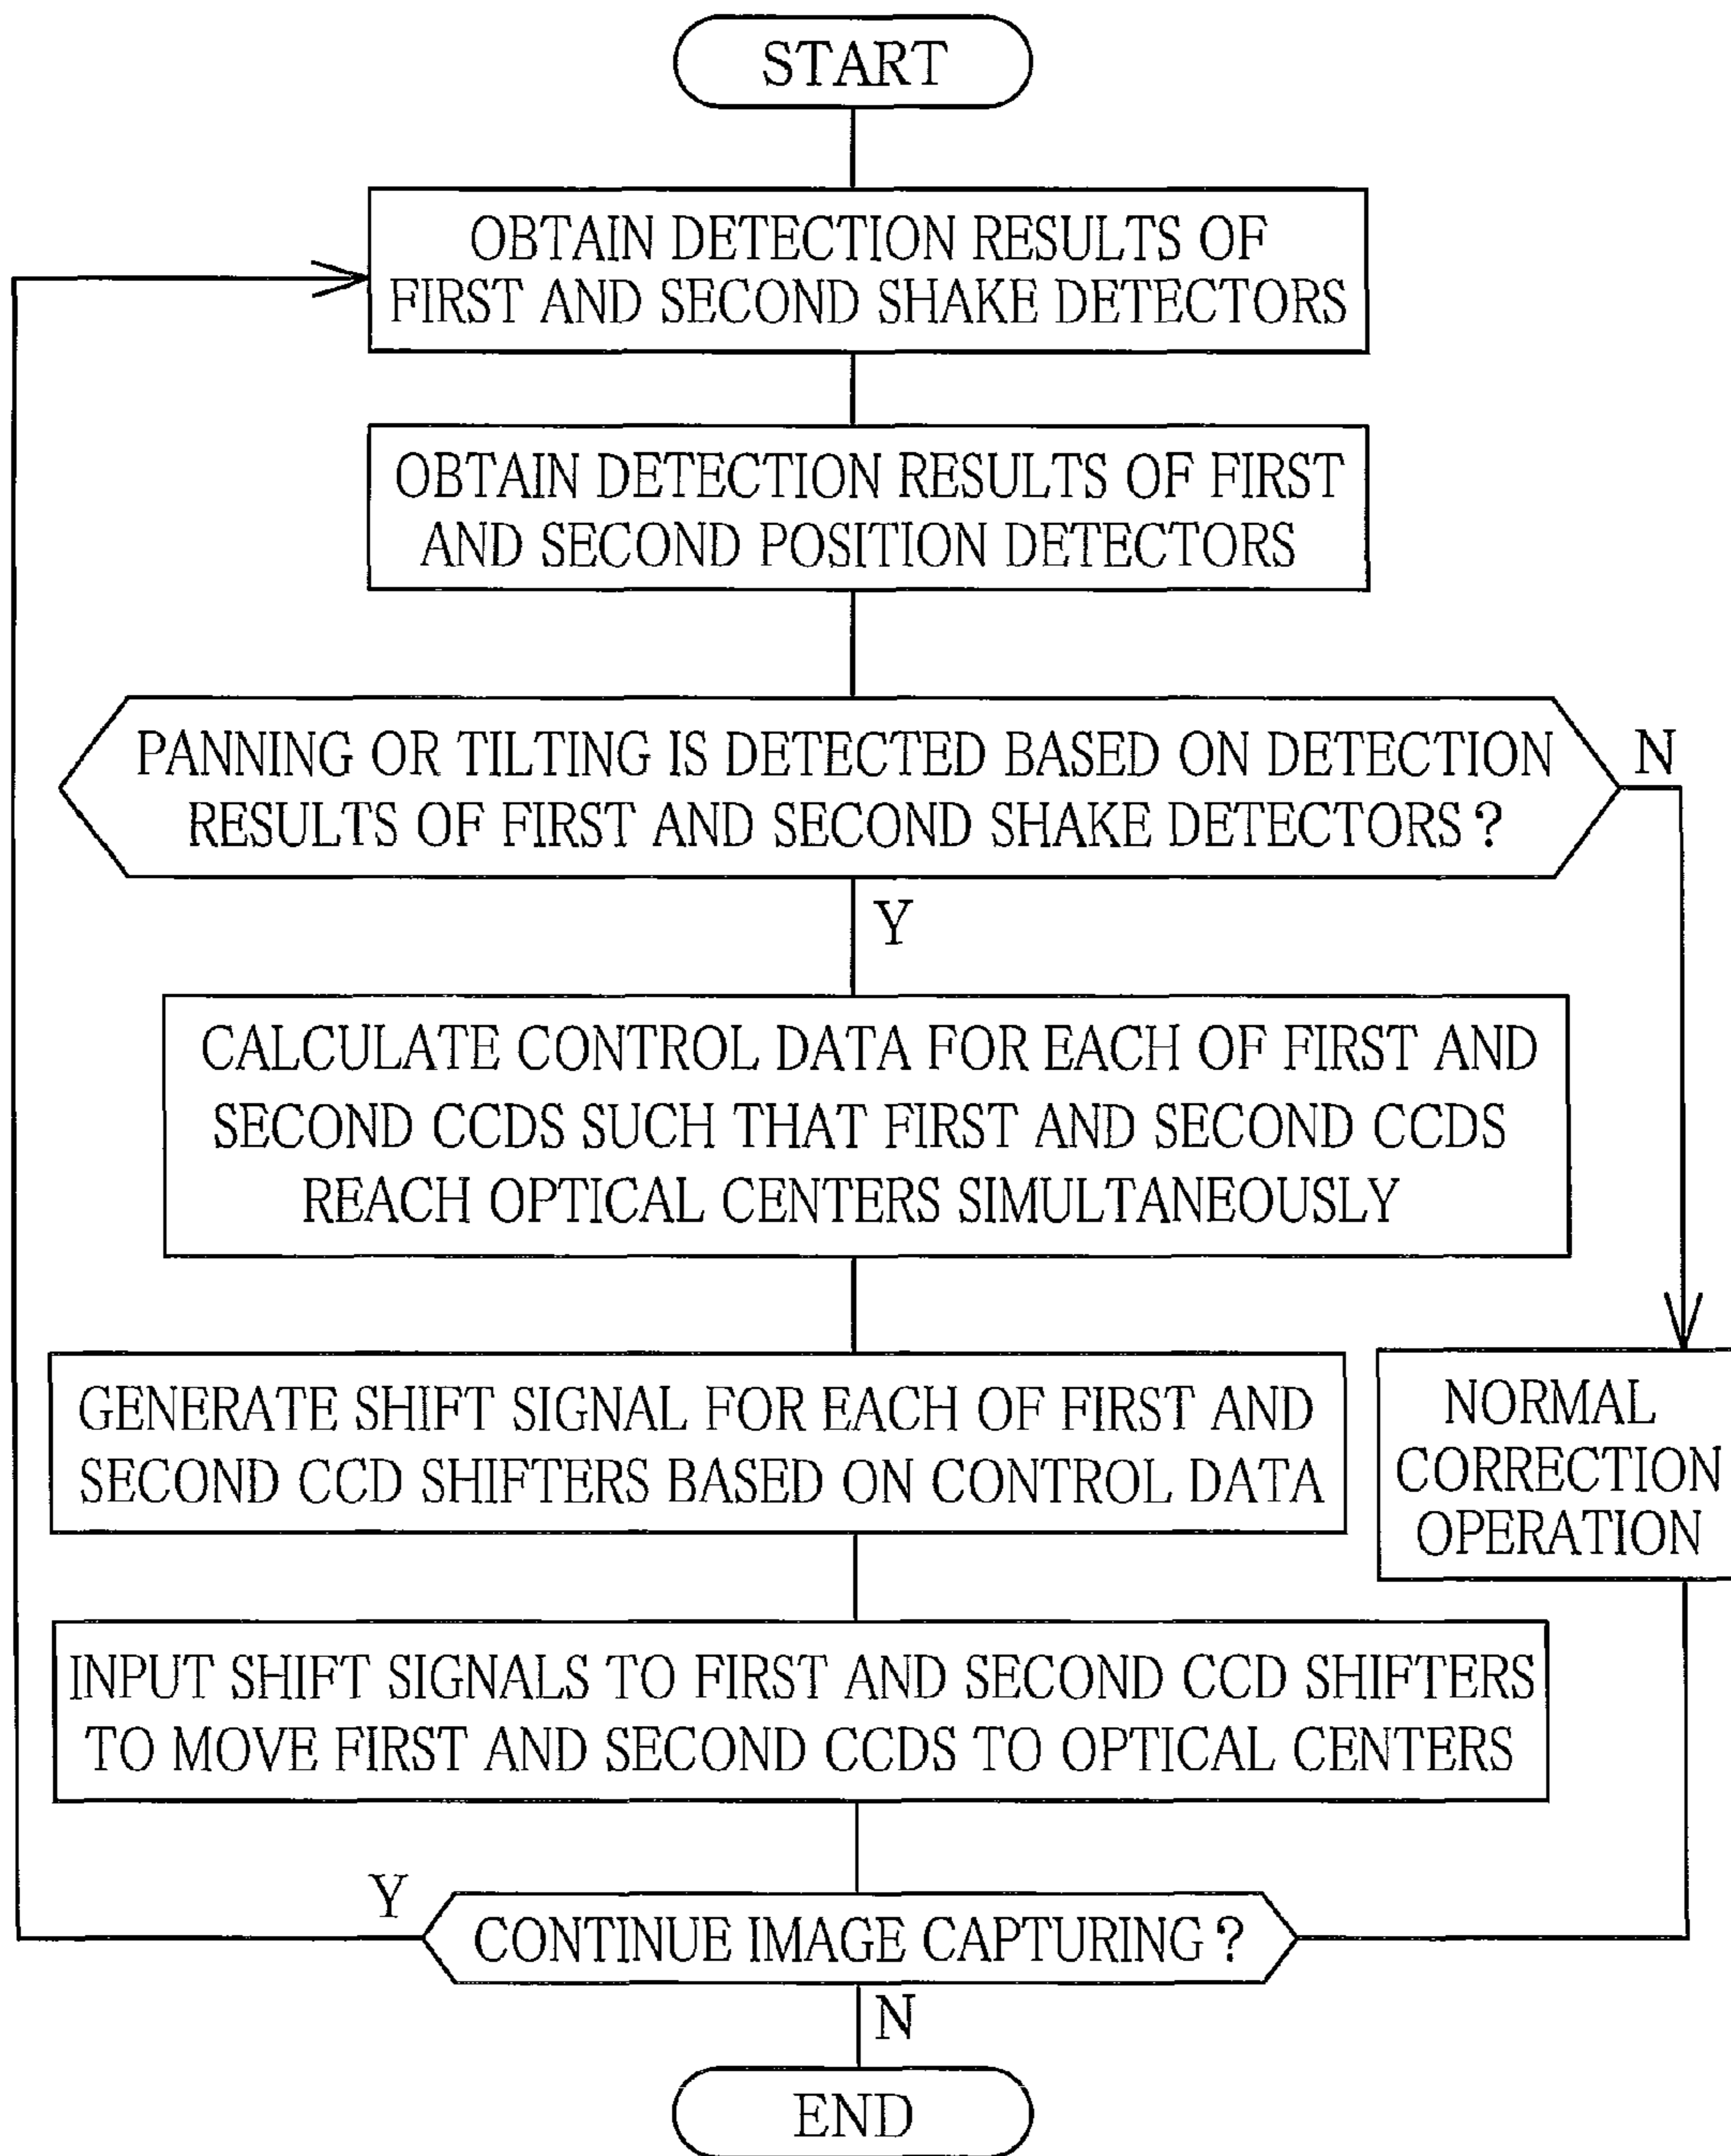 START
OBTAIN DETECTION RESULTS OF
FIRST AND SECOND SHAKE DETECTORS
OBTAIN DETECTION RESULTS OF FIRST
AND SECOND POSITION DETECTORS
PANNING OR TILTING IS DETECTED BASED ON DETECTION
RESULTS OF FIRST AND SECOND SHAKE DETECTORS ?
N
Y
CALCULATE CONTROL DATA FOR EACH OF FIRST AND
SECOND CCDS SUCH THAT FIRST AND SECOND CCDS
REACH OPTICAL CENTERS SIMULTANEOUSLY
GENERATE SHIFT SIGNAL FOR EACH OF FIRST AND
SECOND CCD SHIFTERS BASED ON CONTROL DATA
NORMAL
CORRECTION
OPERATION
INPUT SHIFT SIGNALS TO FIRST AND SECOND CCD SHIFTERS
TO MOVE FIRST AND SECOND CCDS TO OPTICAL CENTERS
Y
CONTINUE IMAGE CAPTURING ?
N
END